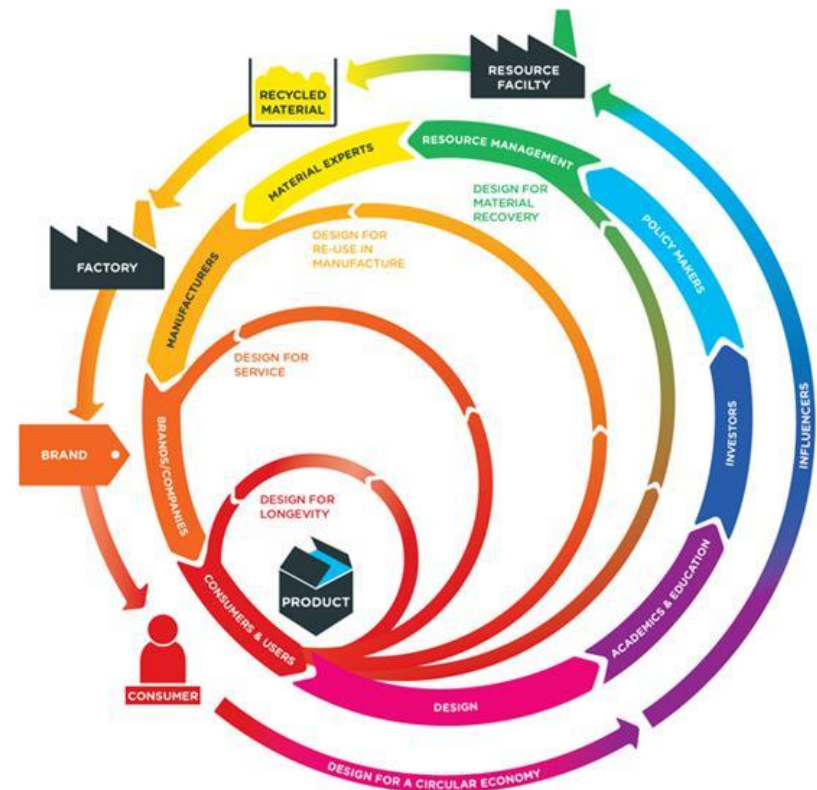 RESOURCE
FACILTY
RECYCLED
MATERIAL
RESOURCE MANAGEMENT
MATERIAL EXPERTS
DESIGN FOR
MATERIAL
RECOVERY
POLICY MAKERS
DESIGN FOR
RE-USE IN
MANUFACTURE
FACTORY
MANUFACTURERS
DESIGN FOR
SERVICE
INVESTORS
INFLUENCERS
BRAND
BRANDS/COMPANIES
DESIGN FOR
LONGEVITY
PRODUCT
CONSUMERS & USERS
ACADEMICS & EDUCATION
CONSUMER
DESIGN
DESIGN FOR A CIRCULAR ECONOMY